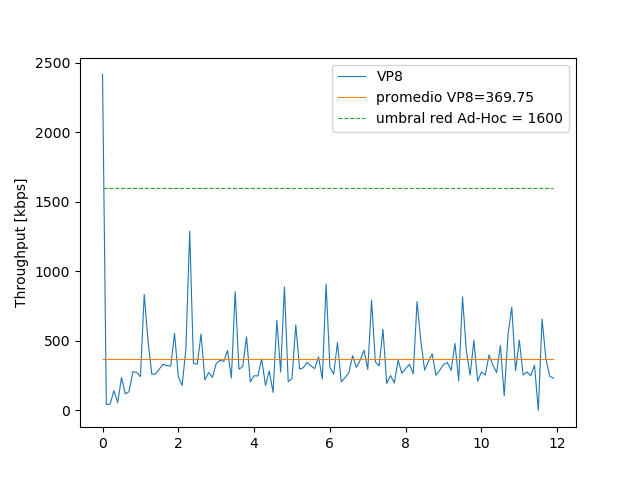 VP8
promedio VP8=369.75
umbral red Ad-Hoc = 1600
Throughput [kbps]
2500
2000
1500
1000
500
0
0 2 4 6 8 10 12